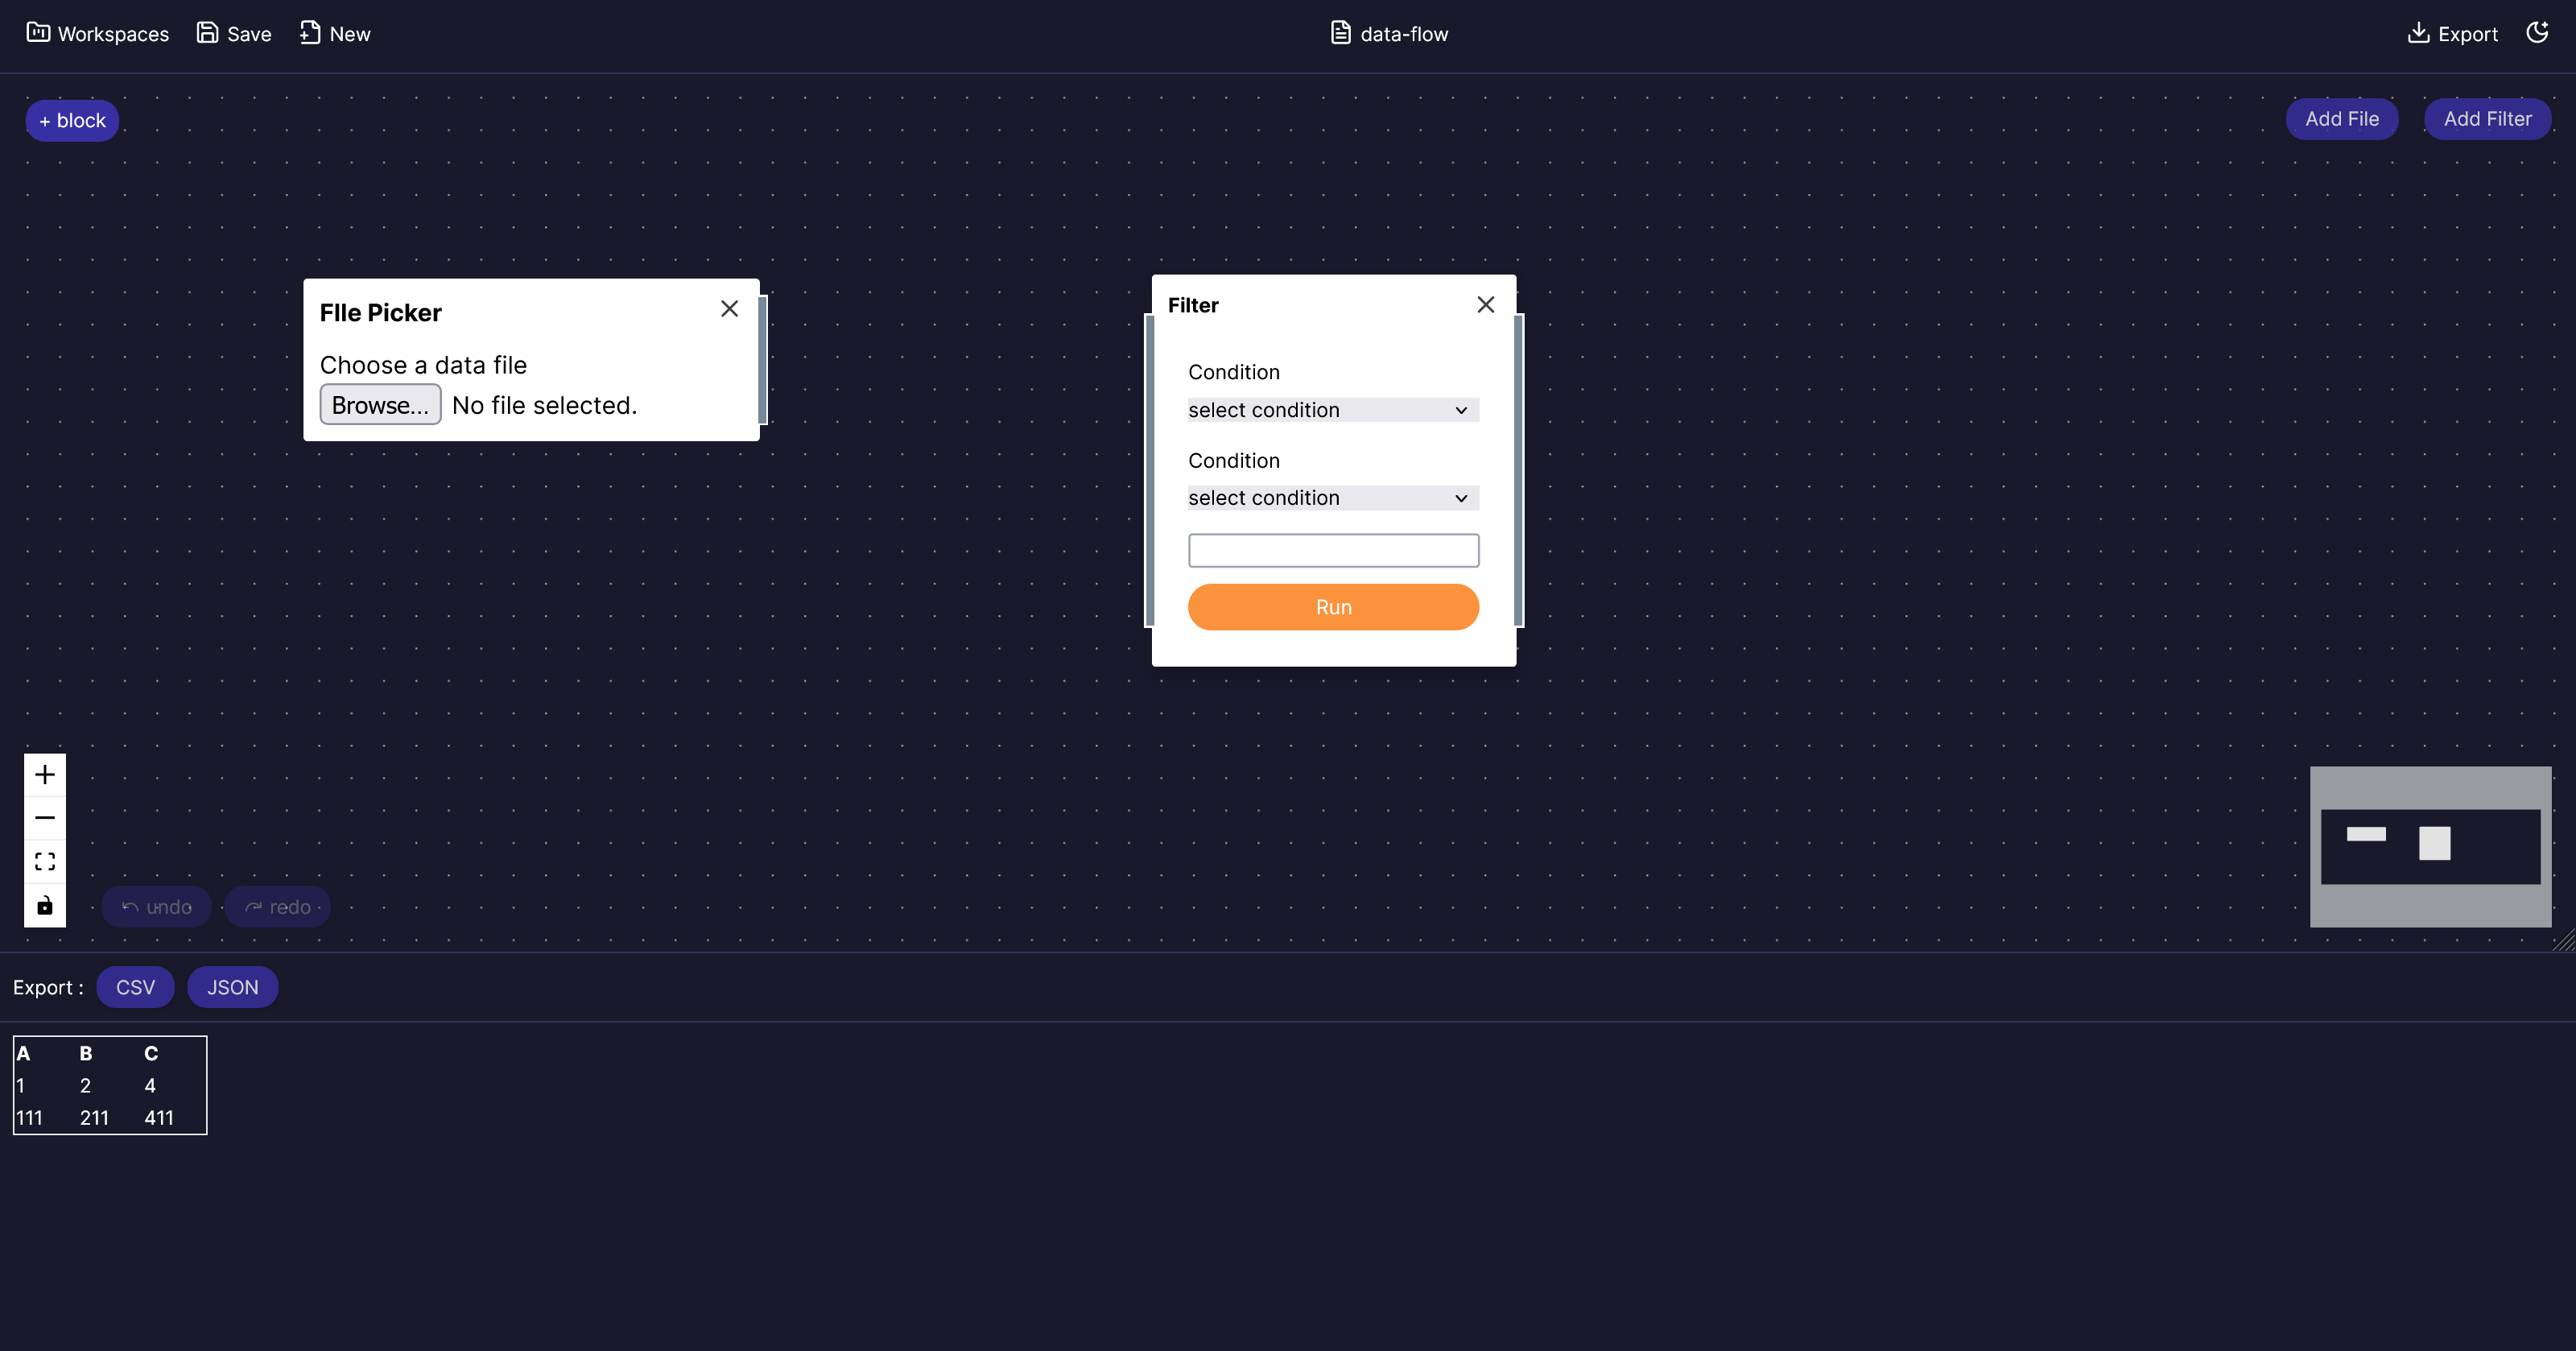 Workspaces Save New data-flow Export
+ block Add File Add Filter
FIle Picker
Choose a data file
Browse... No file selected.
Filter
Condition
select condition
Condition
select condition
Run
undo redo
Export : CSV JSON
A B C
1 2 4
111 211 411